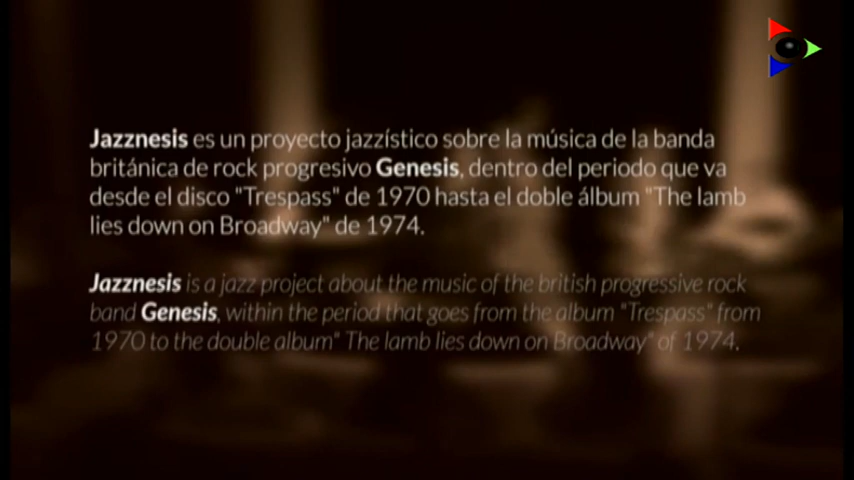 Jazznesis es un proyecto jazzístico sobre la música de la banda
británica de rock progresivo Genesis, dentro del periodo que va
desde el disco "Trespass" de 1970 hasta el doble álbum "The lamb
lies down on Broadway" de 1974.
Jazznesis is a jazz project about the music of the british progressive rock
band Genesis, within the period that goes from the album "Trespass" from
1970 to the double album" The lamb lies down on Broadway" of 1974.